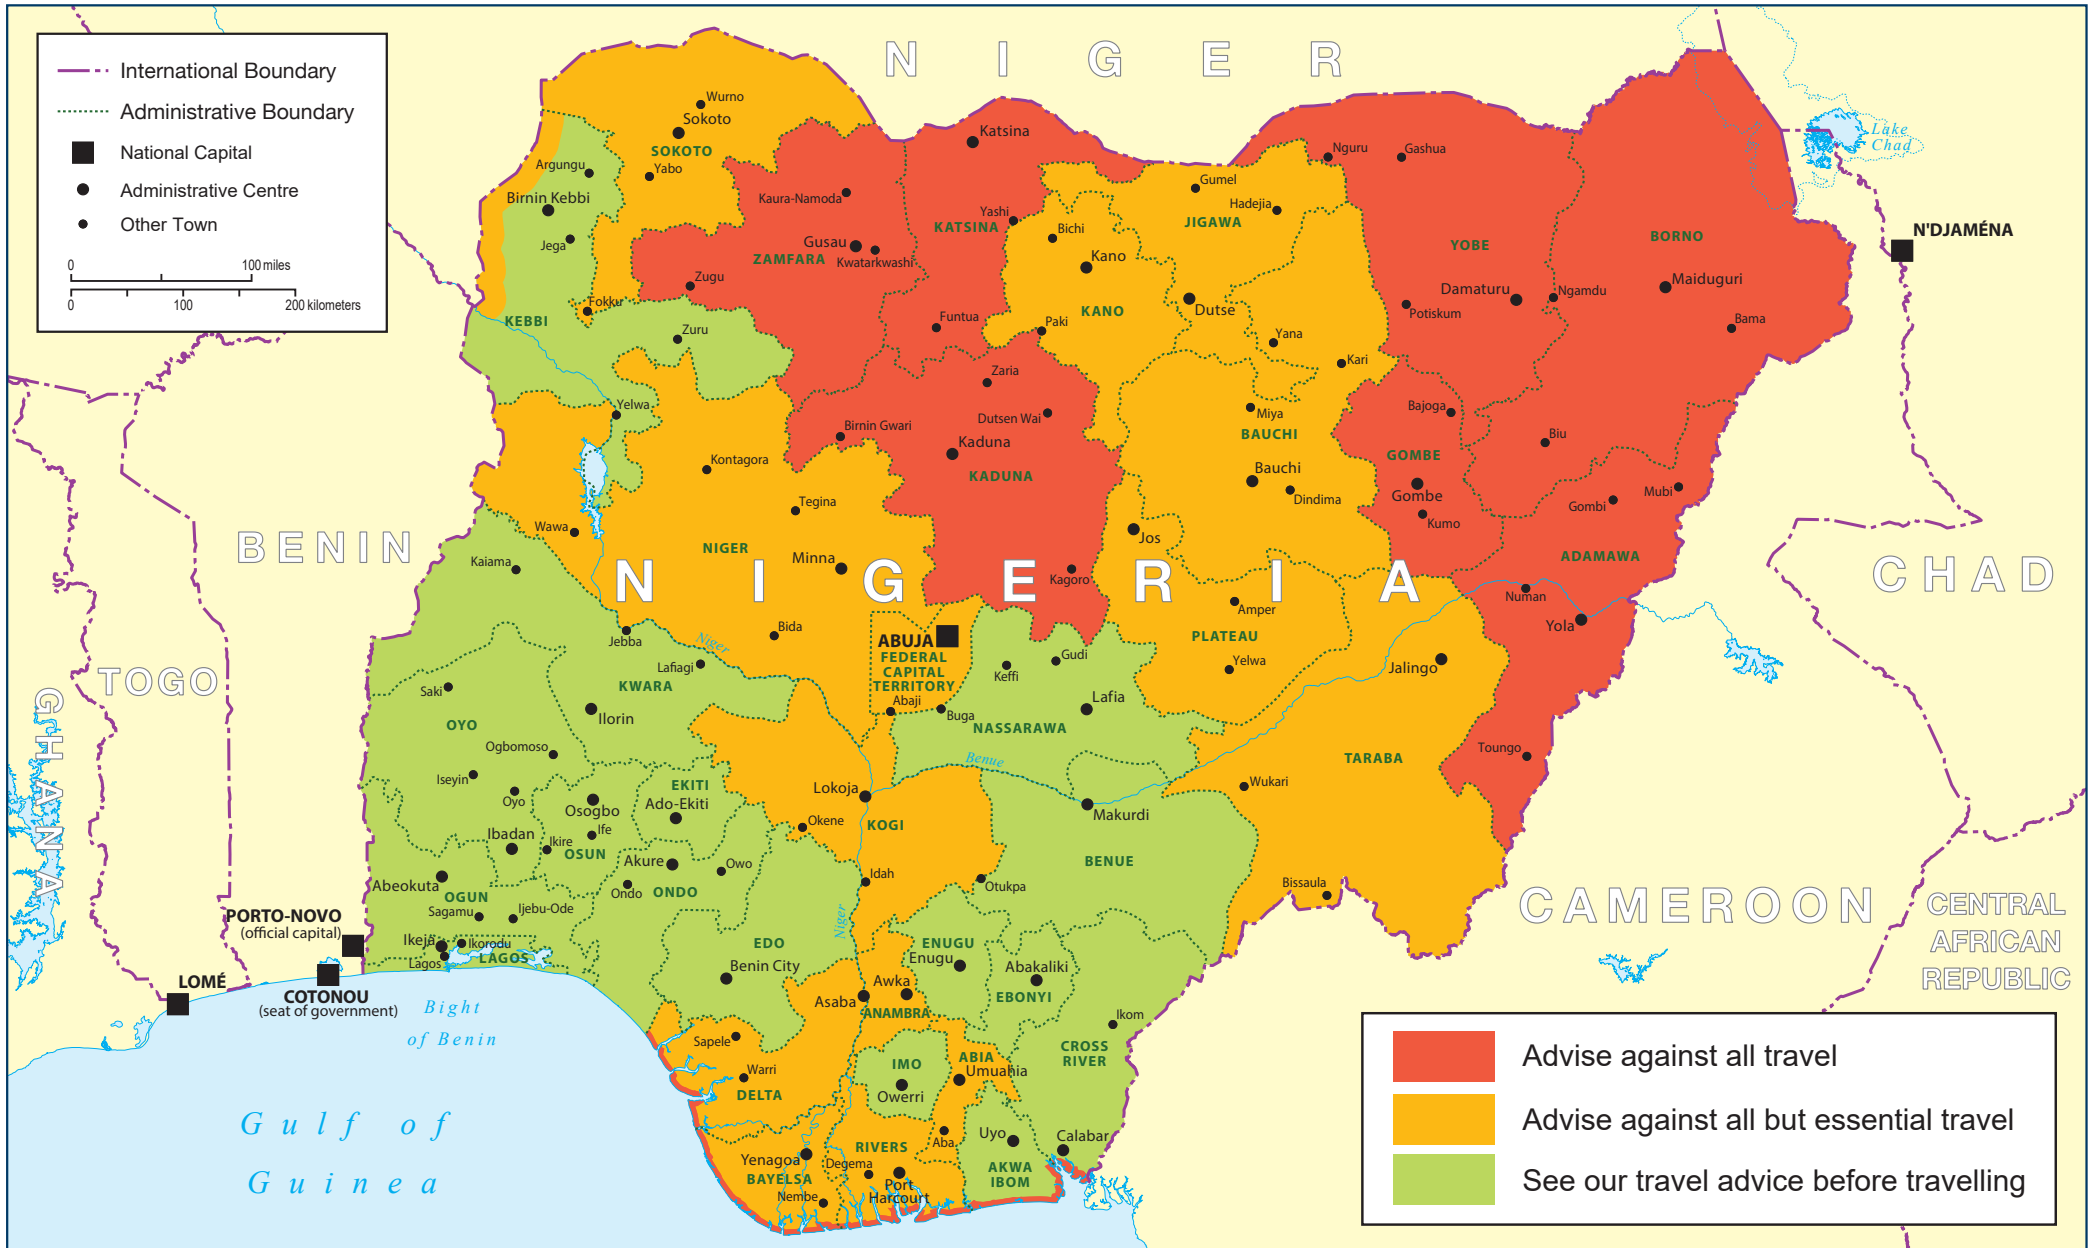 International Boundary
Administrative Boundary
National Capital
Administrative Centre
Other Town
0 100 miles
0 100 200 kilometers
NIGER
Lake
Chad
N'DJAMÉNA
Wurno
Sokoto
SOKOTO
Yabo
Argungu
Birnin Kebbi
Jega
Fokku
KEBBI
Zuru
Yelwa
Katsina
Kaura-Namoda
Yashi
KATSINA
Gusau
Kwatarkwashi
ZAMFARA
Zugu
Funtua
Nguru
Gashua
Gumel
Hadejia
JIGAWA
Bichi
Kano
KANO
Paki
Dutse
Yana
Kari
YOBE
Damaturu
Potiskum
Ngamdu
BORNO
Maiduguri
Bama
Zaria
Dutsen Wai
Birnin Gwari
Kaduna
KADUNA
Kagoro
Miya
BAUCHI
Bauchi
Dindima
Bajoga
GOMBE
Gombe
Kumo
Biu
Gombi
Mubi
ADAMAWA
Numan
Yola
Toungo
Kontagora
Tegina
Wawa
NIGER
Minna
Bida
Jos
NIGERIA
BENIN
TOGO
GHANA
CHAD
CAMEROON
CENTRAL
AFRICAN
REPUBLIC
Kaiama
Jebba
Niger
Lafiagi
KWARA
Ilorin
Saki
OYO
Ogbomoso
Iseyin
Oyo
ABUJA
FEDERAL
CAPITAL
TERRITORY
Abaji
Buga
Keffi
Gudi
Lafia
NASSARAWA
Benue
Amper
PLATEAU
Yelwa
Jalingo
TARABA
Wukari
Bissaula
EKITI
Ado-Ekiti
Osogbo
Ife
Ibadan
Ikire
OSUN
Akure
Owo
Ondo
ONDO
Abeokuta
OGUN
Sagamu
Ijebu-Ode
Ikeja
Ikorodu
Lagos
LAGOS
Lokoja
KOGI
Okene
Idah
Niger
Makurdi
BENUE
Otukpa
EDO
Benin City
ENUGU
Enugu
Abakaliki
EBONYI
Asaba
Awka
ANAMBRA
Ikom
CROSS
RIVER
Sapele
Warri
DELTA
IMO
Owerri
ABIA
Umuahia
Aba
RIVERS
Yenagoa
BAYELSA
Nembe
Degema
Port
Harcourt
Uyo
AKWA
IBOM
Calabar
PORTO-NOVO
(official capital)
LOMÉ
COTONOU
(seat of government)
Bight
of Benin
Gulf of
Guinea
Advise against all travel
Advise against all but essential travel
See our travel advice before travelling